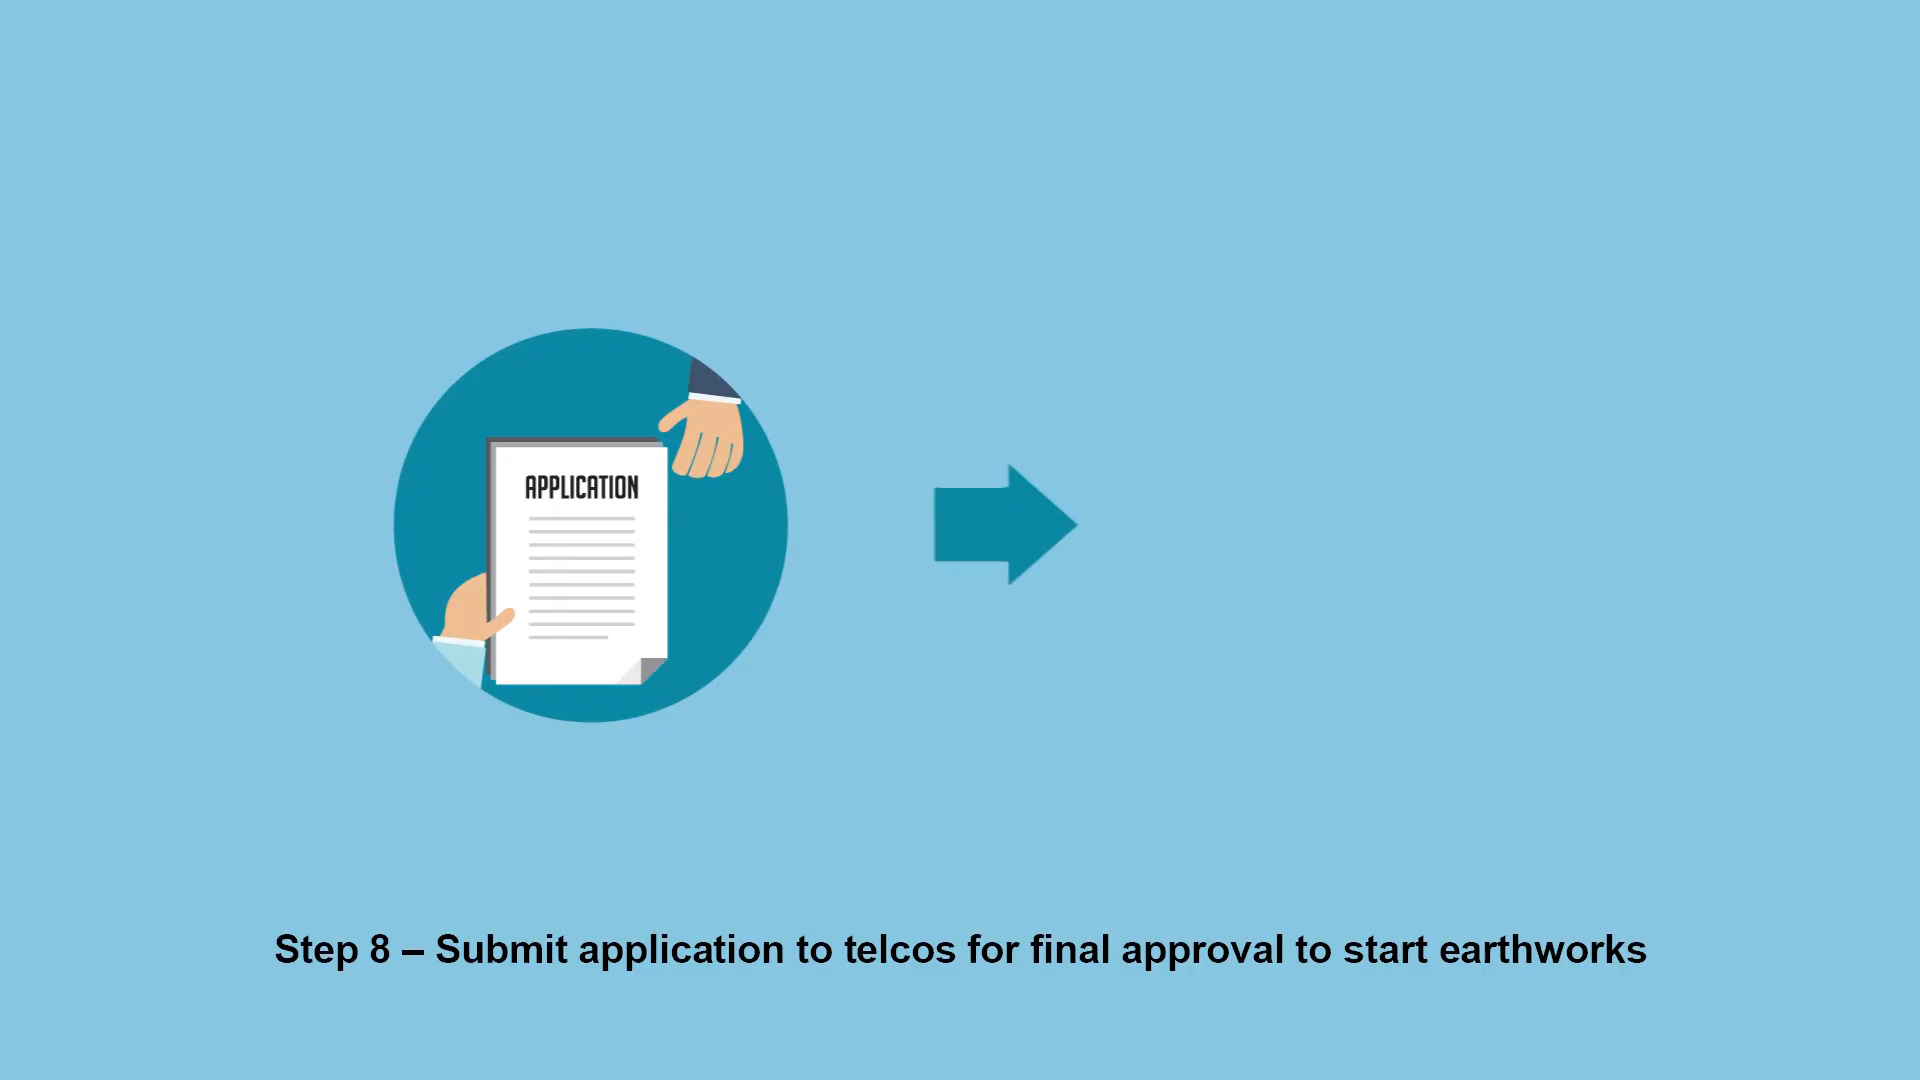 APPLICATION
Step 8 – Submit application to telcos for final approval to start earthworks